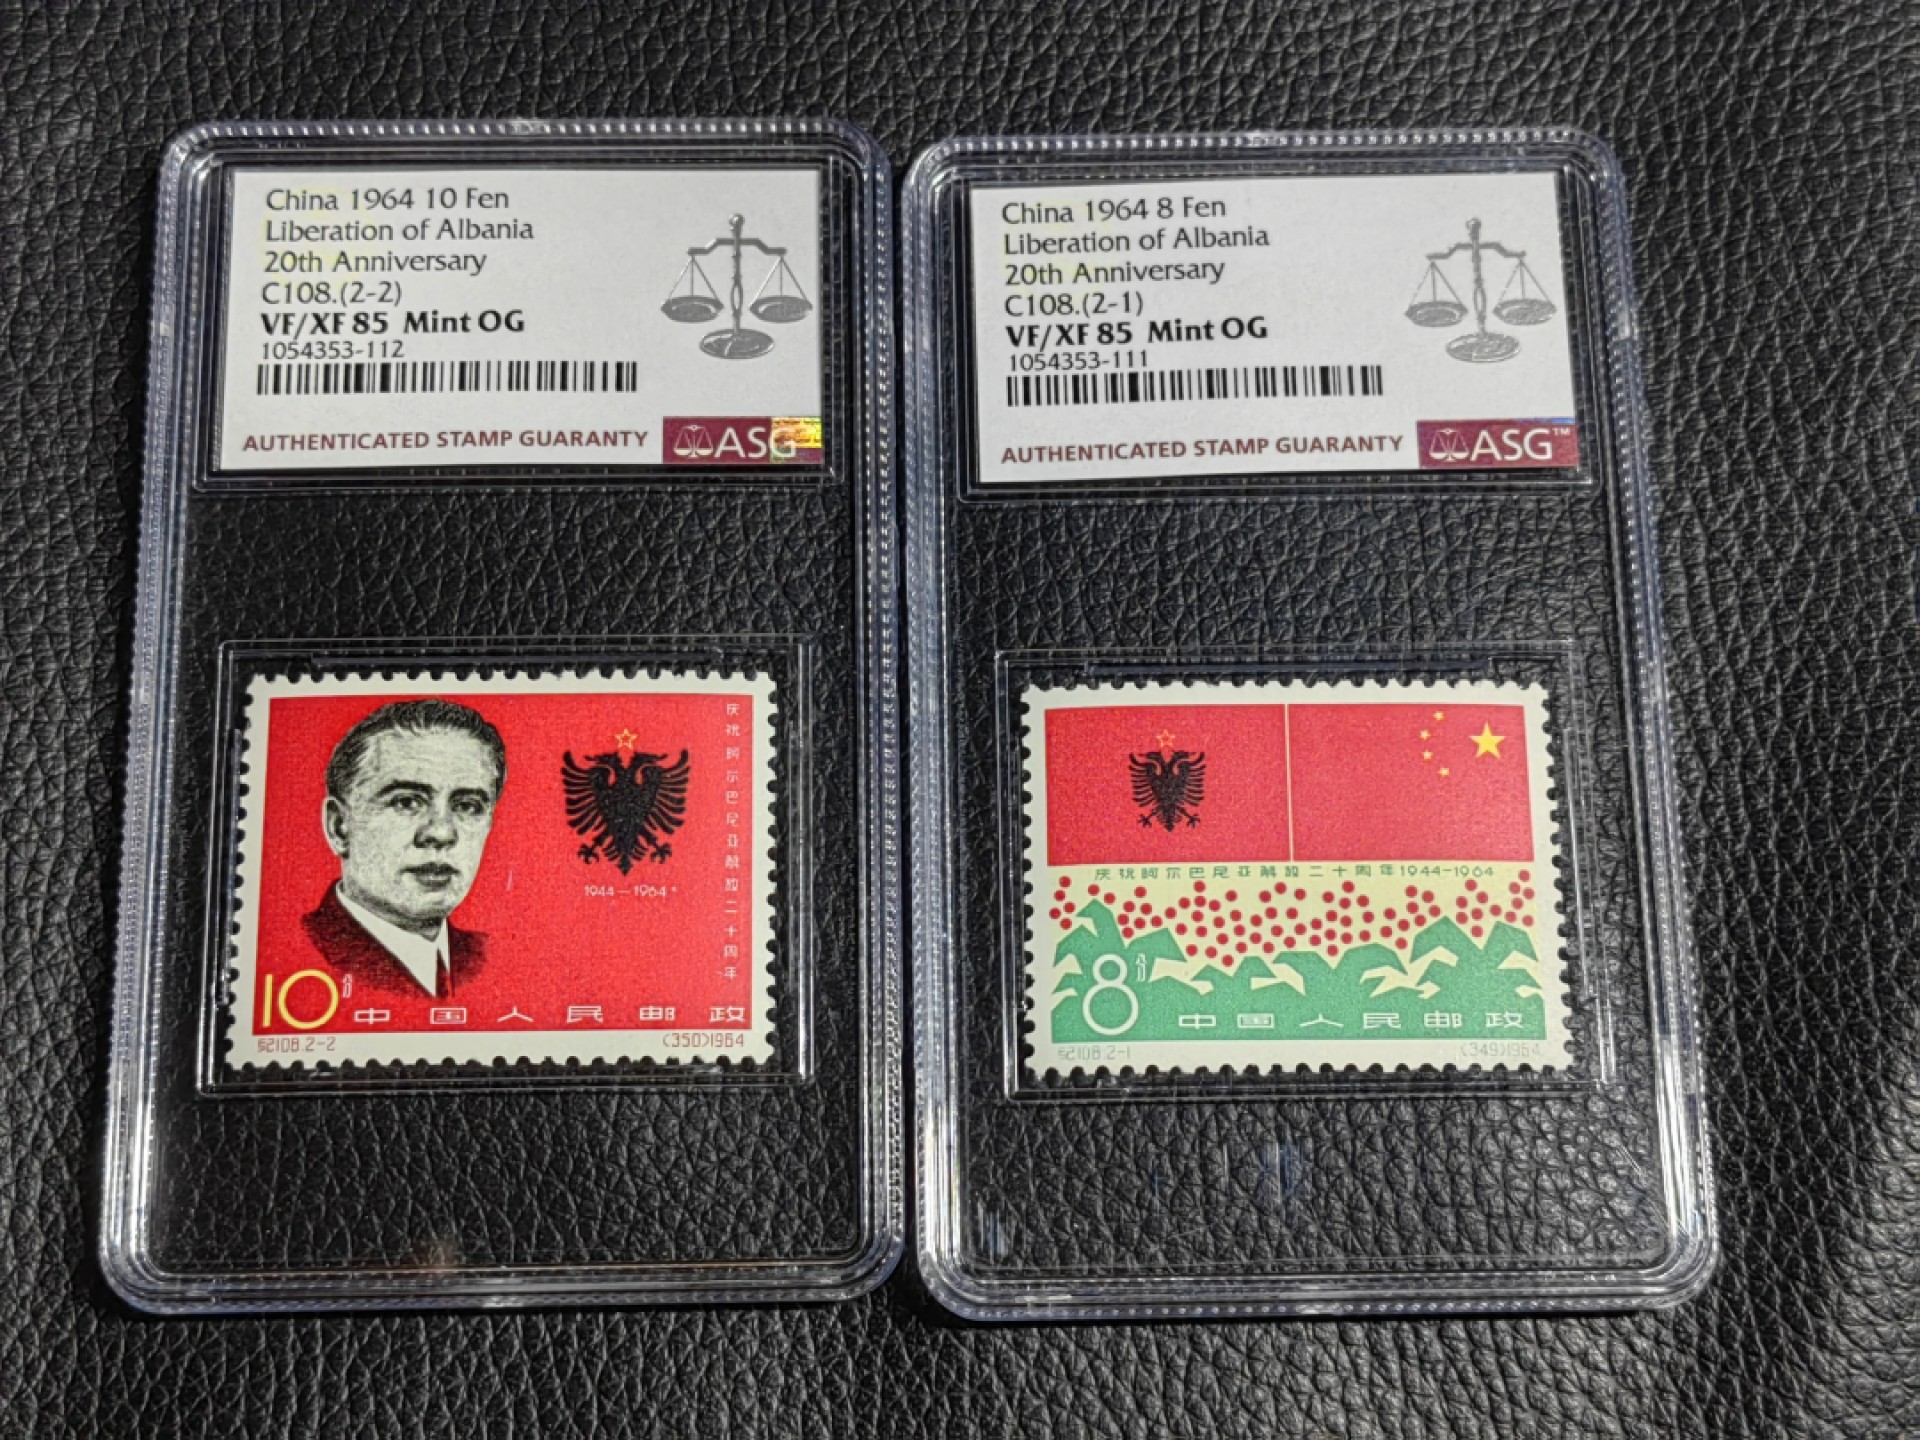 China 1964 10 Fen
Liberation of Albania
20th Anniversary
C108.(2-2)
VF/XF 85 Mint OG
1054353-112
AUTHENTICATED STAMP GUARANTY
ASG
庆祝阿尔巴尼亚解放二十周年
1944—1964
10分
中国人民邮政
纪108.2-2
(350)1964
China 1964 8 Fen
Liberation of Albania
20th Anniversary
C108.(2-1)
VF/XF 85 Mint OG
1054353-111
AUTHENTICATED STAMP GUARANTY
ASG™
庆祝阿尔巴尼亚解放二十周年1944-1964
8分
中国人民邮政
纪108.2-1
(349)1964